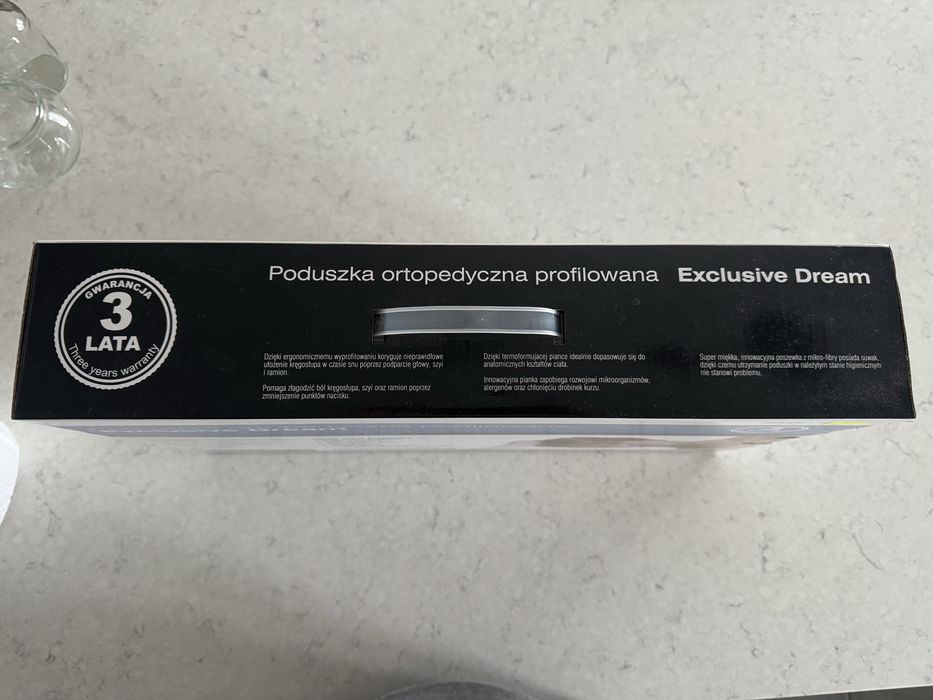 GWARANCJA
3
LATA
Three years warranty
Poduszka ortopedyczna profilowana Exclusive Dream
Dzięki ergonomicznemu wyprofilowaniu koryguje nieprawidłowe
ułożenie kręgosłupa w czasie snu poprzez podparcie głowy, szyi
i ramion.
Pomaga złagodzić ból kręgosłupa, szyi oraz ramion poprzez
zmniejszenie punktów nacisku.
Dzięki termoformującej piance idealnie dopasowuje się do
anatomicznych kształtów ciała.
Innowacyjna pianka zapobiega rozwojowi mikroorganizmów,
alergenów oraz chłonięciu drobinek kurzu.
Super miękka, innowacyjna poszewka z mikro-fibry posiada suwak,
dzięki czemu utrzymanie poduszki w należytym stanie higienicznym
nie stanowi problemu.
Exclusive Dream